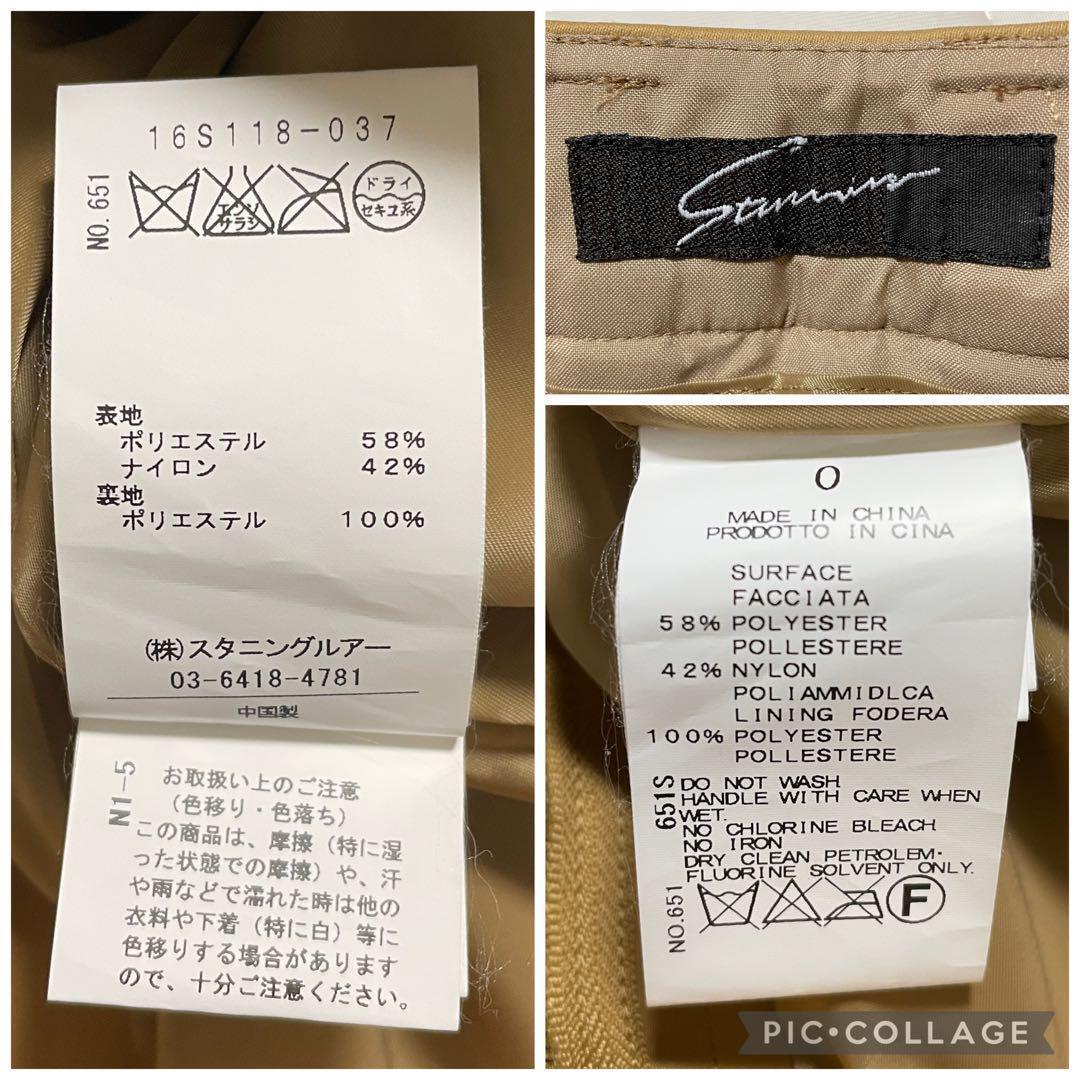 16S118-037
NO.651
エンソ
サラシ
ドライ
セキユ系
表地
ポリエステル 58%
ナイロン 42%
裏地
ポリエステル 100%
(株)スタニングルアー
03-6418-4781
中国製
N1-5
お取扱い上のご注意
(色移り・色落ち)
この商品は、摩擦(特に湿
った状態での摩擦)や、汗
や雨などで濡れた時は他の
衣料や下着(特に白)等に
色移りする場合があります
ので、十分ご注意ください。
0
MADE IN CHINA
PRODOTTO IN CINA
SURFACE
FACCIATA
58% POLYESTER
POLLESTERE
42% NYLON
POLIAMMIDLCA
LINING FODERA
100% POLYESTER
POLLESTERE
651S
DO NOT WASH
HANDLE WITH CARE WHEN
WET.
NO CHLORINE BLEACH
NO IRON
DRY CLEAN PETROLEM-
FLUORINE SOLVENT ONLY.
NO.651
F
PIC•COLLAGE